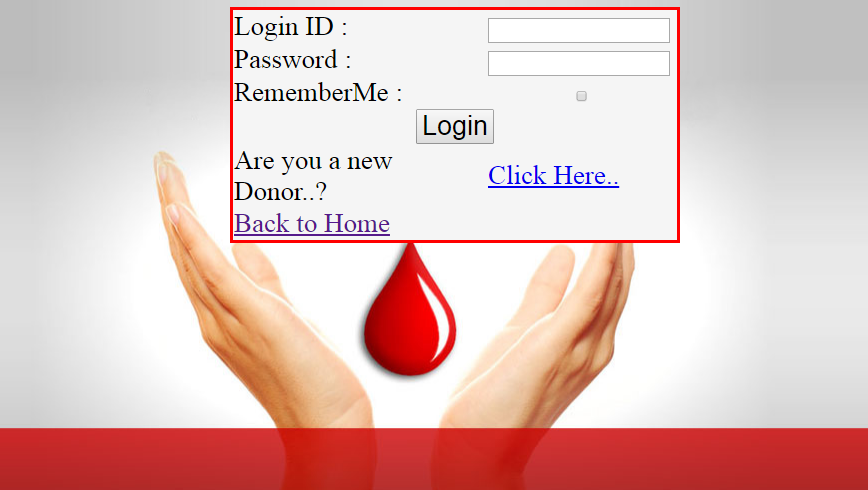 Login ID :
Password :
RememberMe :
Login
Are you a new
Donor..?
Click Here..
Back to Home